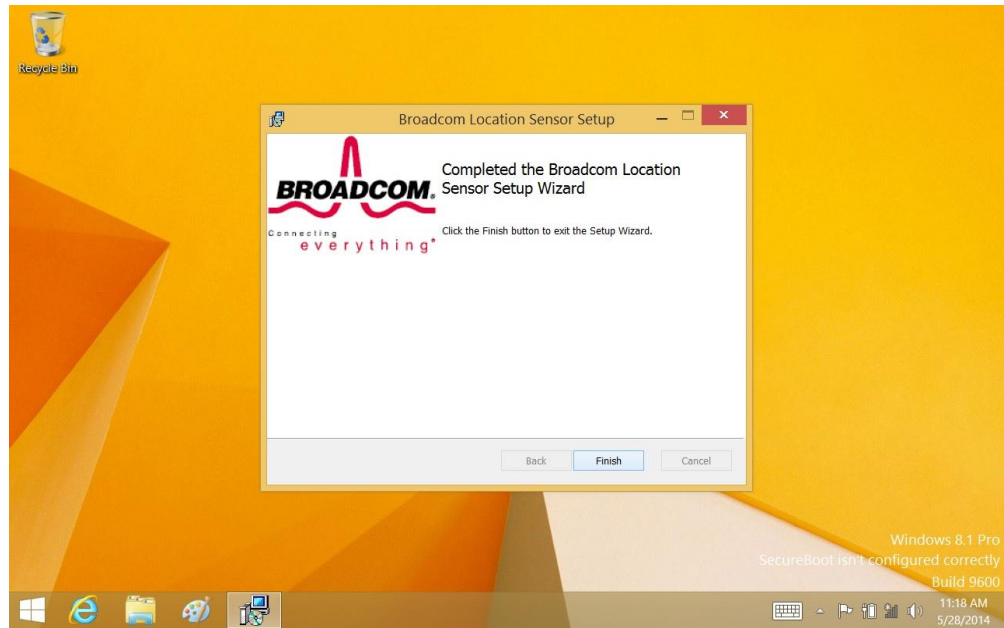 Recycle Bin
Broadcom Location Sensor Setup
BROADCOM.
Connecting
everything*
Completed the Broadcom Location
Sensor Setup Wizard
Click the Finish button to exit the Setup Wizard.
Back
Finish
Cancel
Windows 8.1 Pro
SecureBoot isn't configured correctly
Build 9600
11:18 AM
5/28/2014